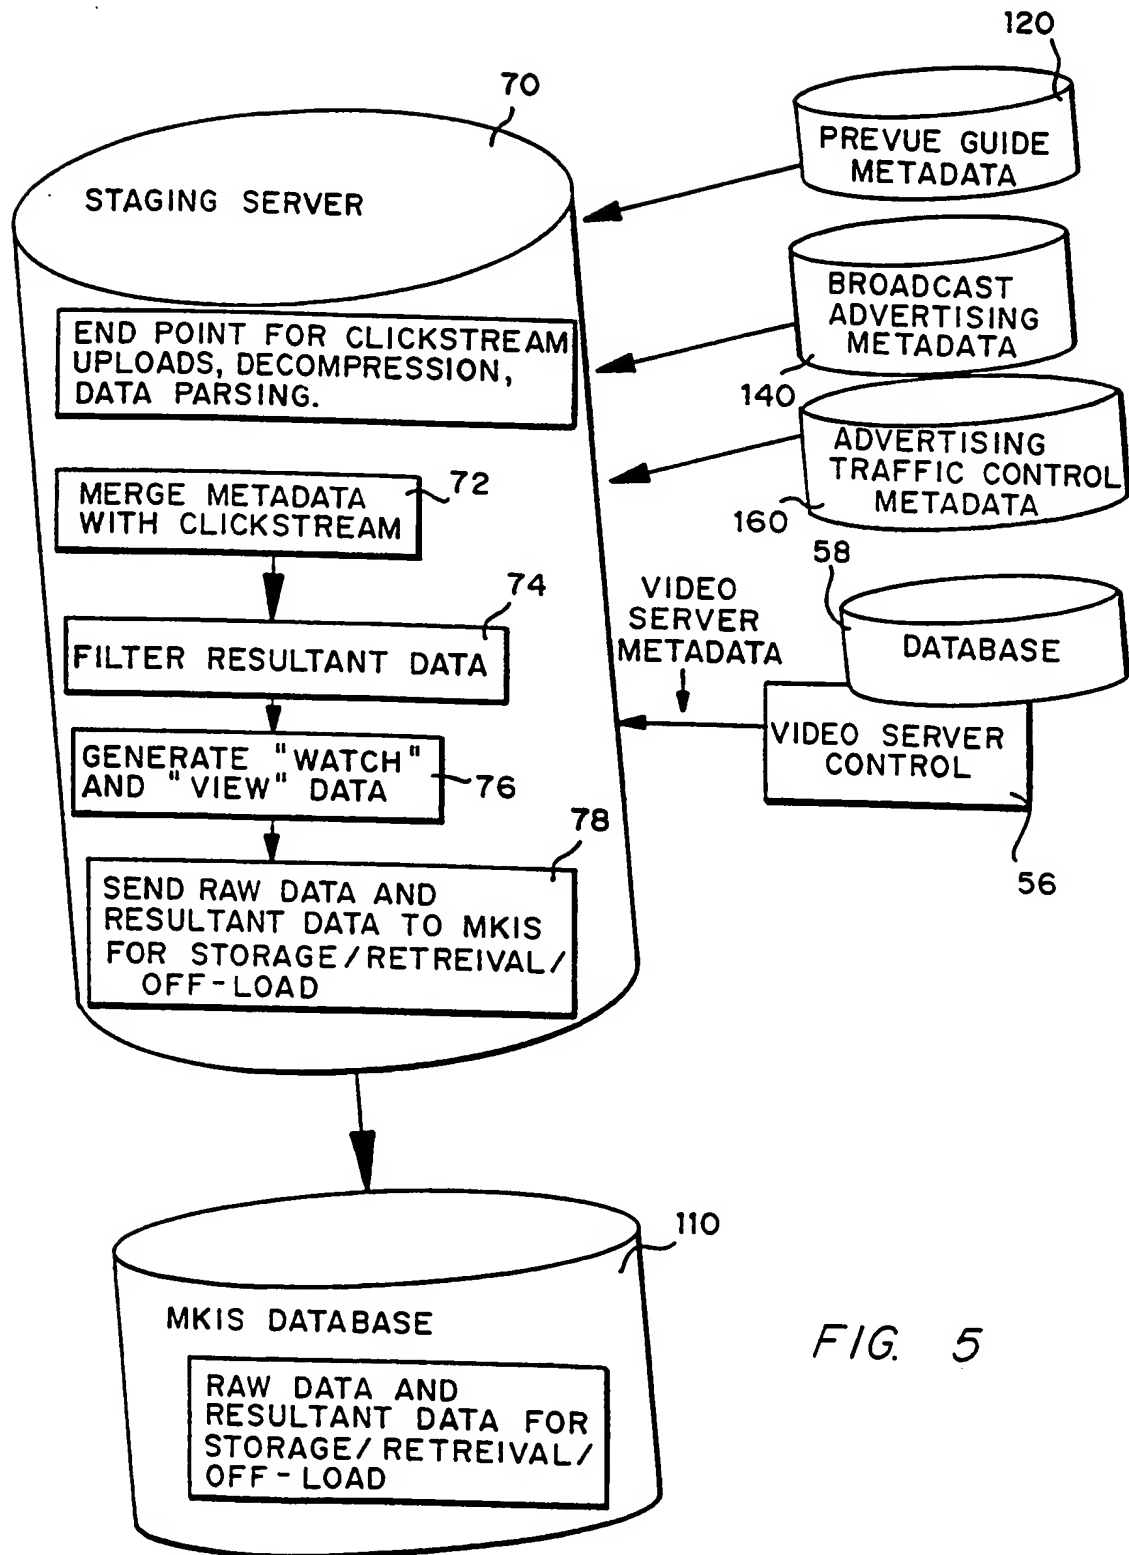 120
PREVUE GUIDE
METADATA
70
STAGING SERVER
BROADCAST
ADVERTISING
METADATA
140
END POINT FOR CLICKSTREAM
UPLOADS, DECOMPRESSION,
DATA PARSING.
ADVERTISING
TRAFFIC CONTROL
METADATA
160
MERGE METADATA
WITH CLICKSTREAM
72
58
DATABASE
VIDEO
SERVER
METADATA
74
FILTER RESULTANT DATA
VIDEO SERVER
CONTROL
56
GENERATE "WATCH"
AND "VIEW" DATA
76
78
SEND RAW DATA AND
RESULTANT DATA TO MKIS
FOR STORAGE/RETREIVAL/
OFF-LOAD
110
MKIS DATABASE
RAW DATA AND
RESULTANT DATA FOR
STORAGE/RETREIVAL/
OFF-LOAD
FIG. 5